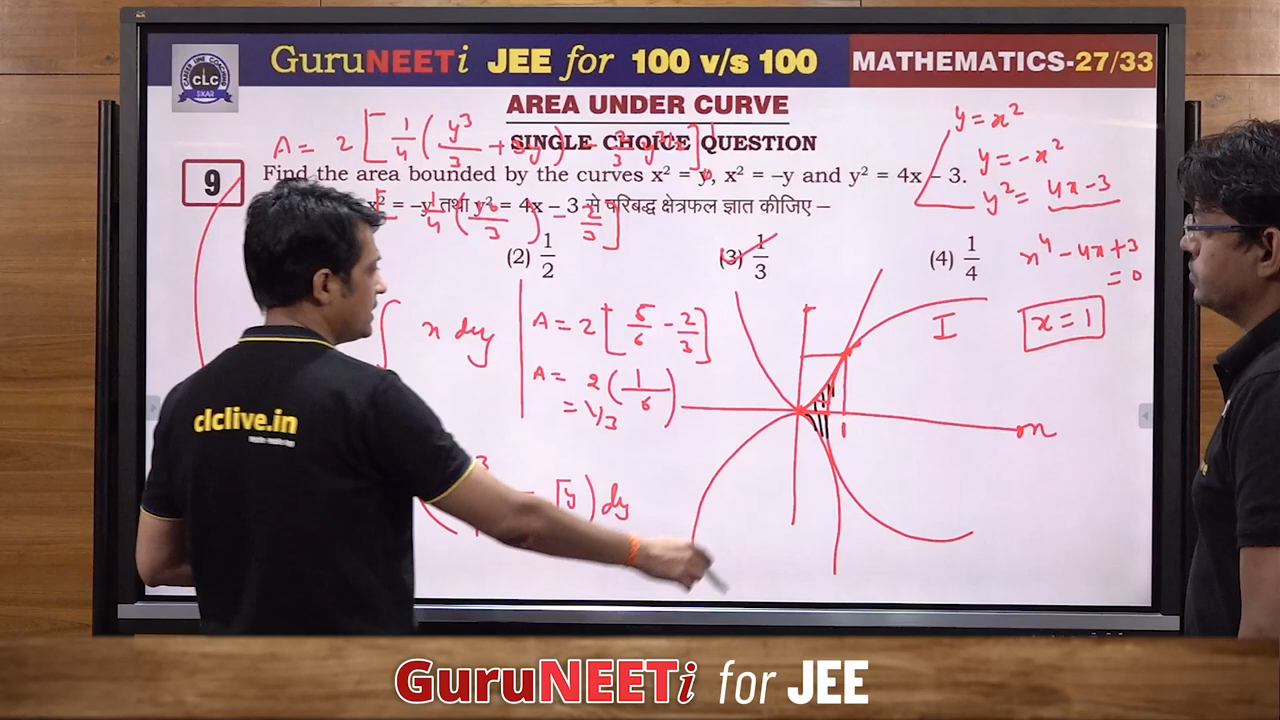 GuruNEETi JEE for 100 v/s 100
MATHEMATICS-27/33
CLC
SIKAR
AREA UNDER CURVE
SINGLE CHOICE QUESTION
9
Find the area bounded by the curves x² = y, x² = –y and y² = 4x – 3.
= –y तथा y² = 4x – 3 से परिबद्ध क्षेत्रफल ज्ञात कीजिए –
(2) 1/2
(3) 1/3
(4) 1/4
y = x²
y = -x²
y² = 4x-3
x⁴ - 4x + 3
= 0
x = 1
I
x dy
A = 2 [5/6 - 2/3]
A = 2 (1/6)
= 1/3
√y) dy
1
clclive.in
GuruNEETi for JEE